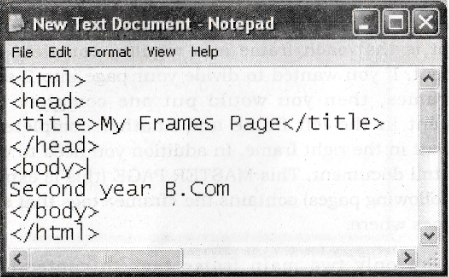 New Text Document - Notepad
File Edit Format View Help
<html>
<head>
<title>My Frames Page</title>
</head>
<body>
Second year B.Com
</body>
</html>